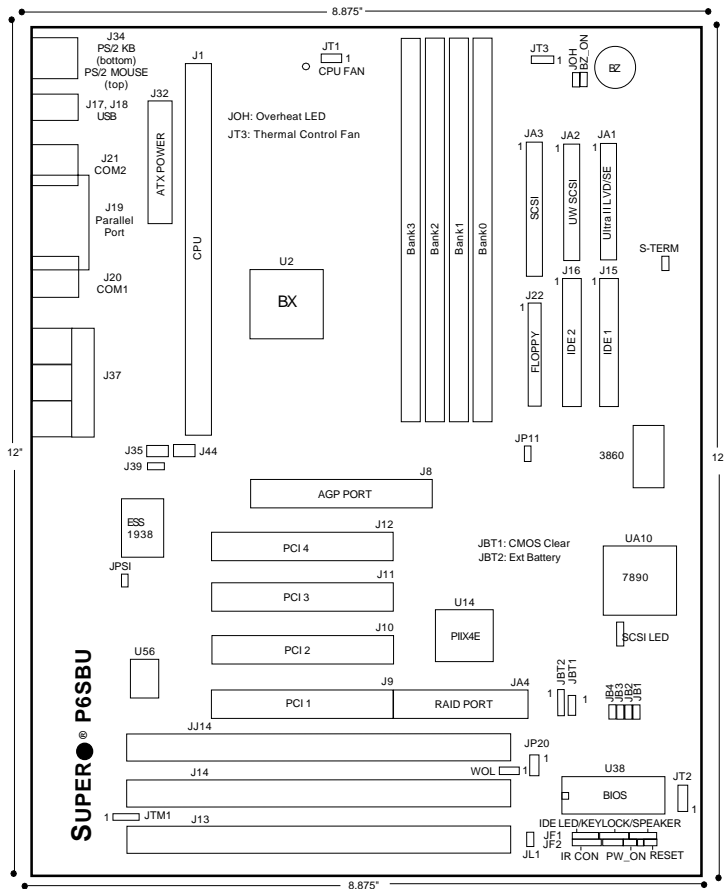 8.875"
J34
PS/2 KB
(bottom)
PS/2 MOUSE
(top)
J17, J18
USB
J21
COM2
J19
Parallel
Port
J20
COM1
J37
J32
ATX POWER
J1
CPU
JT1
1
CPU FAN
JOH: Overheat LED
JT3: Thermal Control Fan
U2
BX
Bank3
Bank2
Bank1
Bank0
JT3
1
JOH
BZ_ON
BZ
JA3
1
SCSI
JA2
1
UW SCSI
JA1
1
Ultra II LVD/SE
S-TERM
J22
1
FLOPPY
J16
1
IDE 2
J15
1
IDE 1
12"
12
J35
J44
J39
JP11
3860
J8
AGP PORT
ESS
1938
JPSI
J12
PCI 4
JBT1: CMOS Clear
JBT2: Ext Battery
UA10
7890
J11
PCI 3
U14
PIIX4E
SCSI LED
J10
PCI 2
U56
J9
PCI 1
JA4
RAID PORT
JBT2
1
JBT1
1
JB4
JB3
JB2
JB1
SUPER® P6SBU
JJ14
JP20
1
WOL
1
J14
U38
BIOS
JT2
1
1
JTM1
J13
JL1
IDE LED/KEYLOCK/SPEAKER
JF1
JF2
IR CON
PW_ON
RESET
8.875"